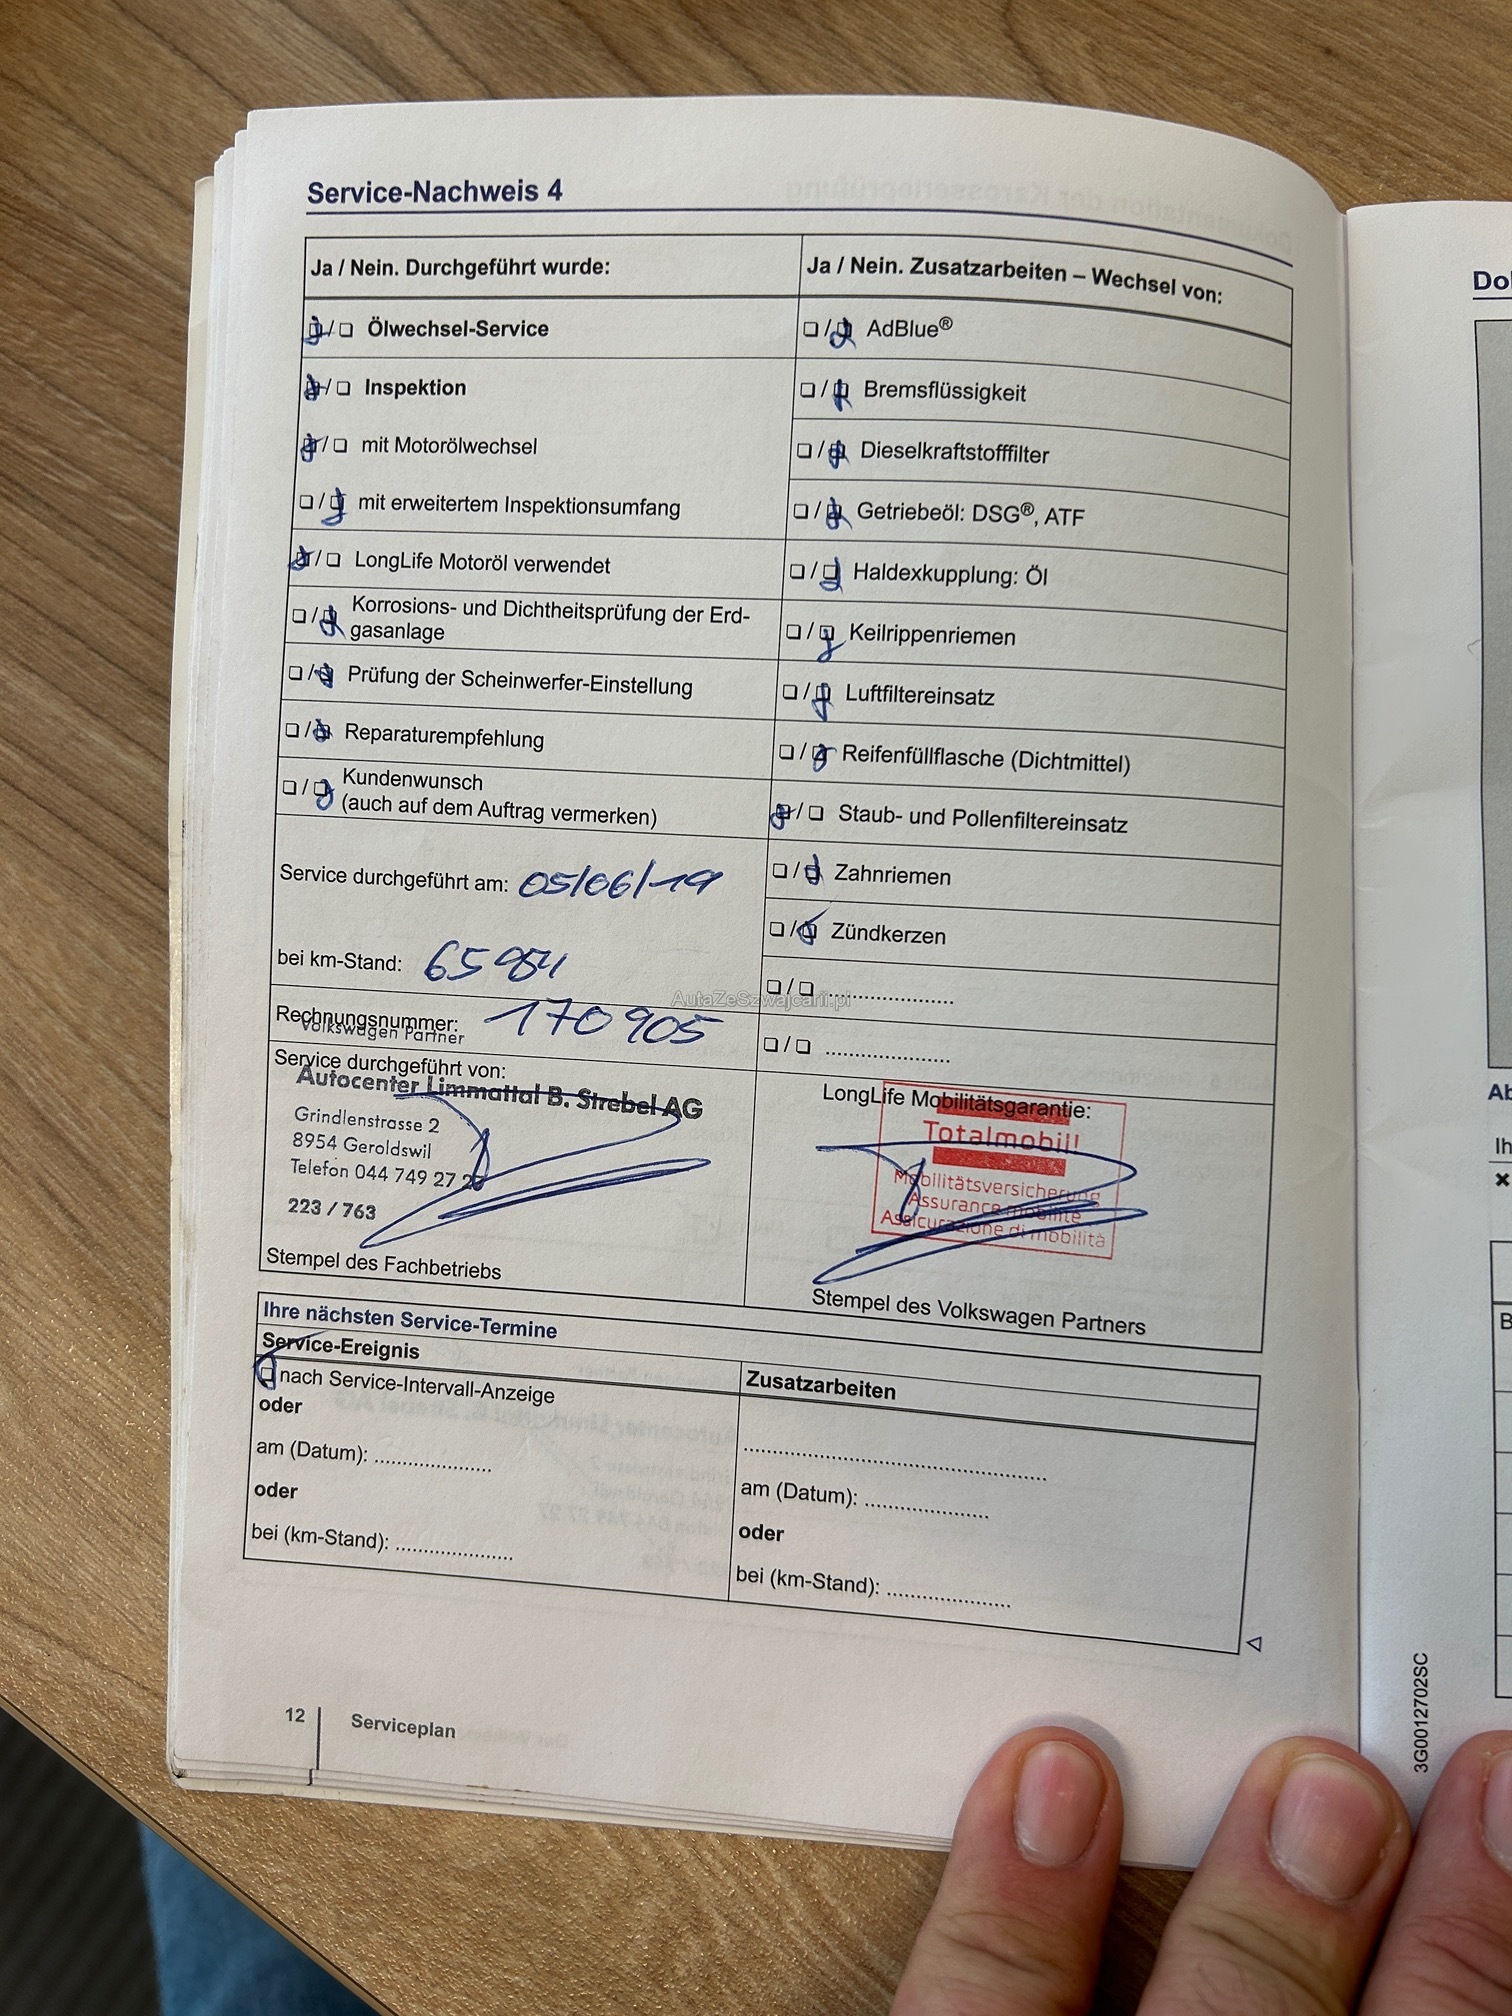 Service-Nachweis 4
Ja / Nein. Durchgeführt wurde:
Ölwechsel-Service
Inspektion
mit Motorölwechsel
mit erweitertem Inspektionsumfang
LongLife Motoröl verwendet
Korrosions- und Dichtheitsprüfung der Erd-
gasanlage
Prüfung der Scheinwerfer-Einstellung
Reparaturempfehlung
Kundenwunsch
(auch auf dem Auftrag vermerken)
Service durchgeführt am: 05/06/19
bei km-Stand: 65984
Rechnungsnummer: 170905
Volkswagen Partner
Service durchgeführt von:
Autocenter Limmattal B. Strebel AG
Grindlenstrasse 2
8954 Geroldswil
Telefon 044 749 27 27
223 / 763
Stempel des Fachbetriebs
Ja / Nein. Zusatzarbeiten – Wechsel von:
AdBlue®
Bremsflüssigkeit
Dieselkraftstofffilter
Getriebeöl: DSG®, ATF
Haldexkupplung: Öl
Keilrippenriemen
Luftfiltereinsatz
Reifenfüllflasche (Dichtmittel)
Staub- und Pollenfiltereinsatz
Zahnriemen
Zündkerzen
AutaZeSzwajcarii.pl
LongLife Mobilitätsgarantie:
Totalmobil!
Mobilitätsversicherung
Assurance mobilité
Assicurazione di mobilità
Stempel des Volkswagen Partners
Ihre nächsten Service-Termine
Service-Ereignis
nach Service-Intervall-Anzeige
oder
am (Datum): ....................
oder
bei (km-Stand): ....................
Zusatzarbeiten
am (Datum): ....................
oder
bei (km-Stand): ....................
12
Serviceplan
3G0012702SC